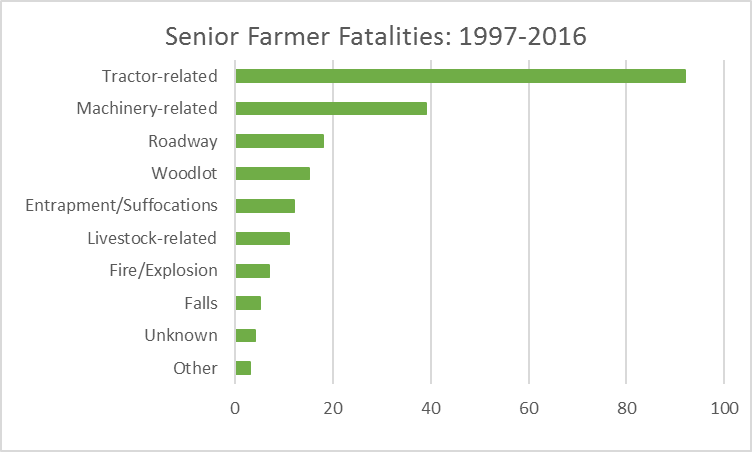 Senior Farmer Fatalities: 1997-2016
Tractor-related
Machinery-related
Roadway
Woodlot
Entrapment/Suffocations
Livestock-related
Fire/Explosion
Falls
Unknown
Other
0 20 40 60 80 100